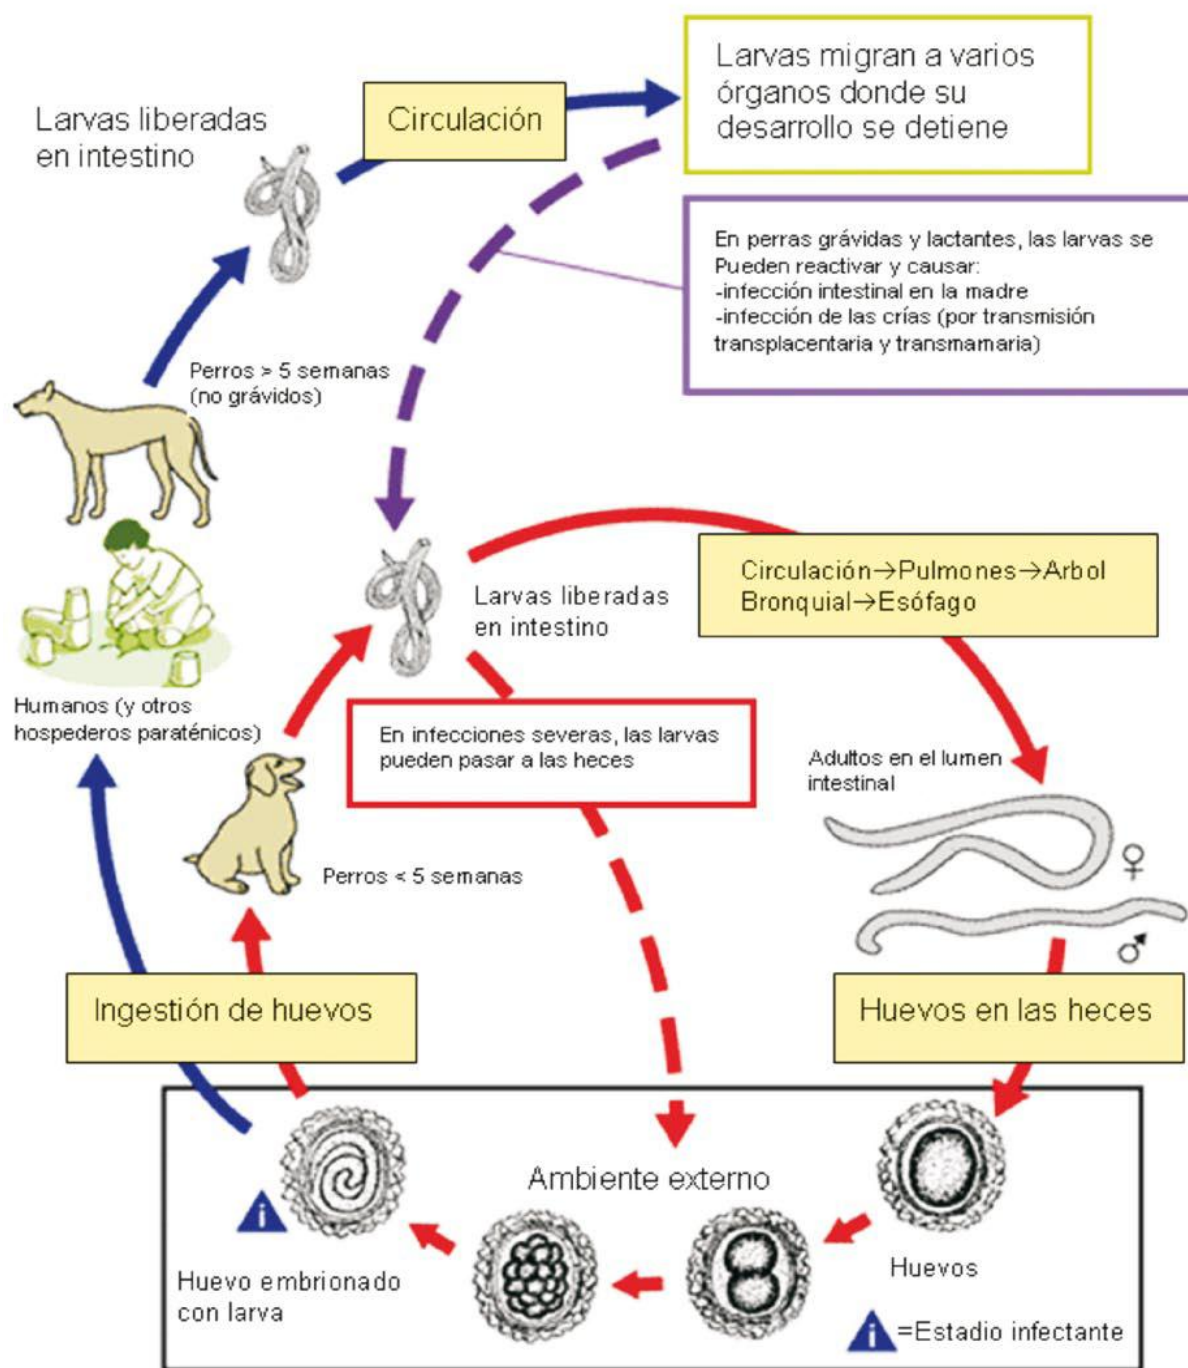 Larvas liberadas
en intestino
Circulación
Larvas migran a varios
órganos donde su
desarrollo se detiene
En perras grávidas y lactantes, las larvas se
Pueden reactivar y causar:
-infección intestinal en la madre
-infección de las crías (por transmisión
transplacentaria y transmamaria)
Perros > 5 semanas
(no grávidos)
Circulación→Pulmones→Arbol
Bronquial→Esófago
Larvas liberadas
en intestino
Humanos (y otros
hospederos paraténicos)
En infecciones severas, las larvas
pueden pasar a las heces
Adultos en el lumen
intestinal
♀
♂
Perros < 5 semanas
Ingestión de huevos
Huevos en las heces
Ambiente externo
i
Huevo embrionado
con larva
Huevos
i =Estadio infectante